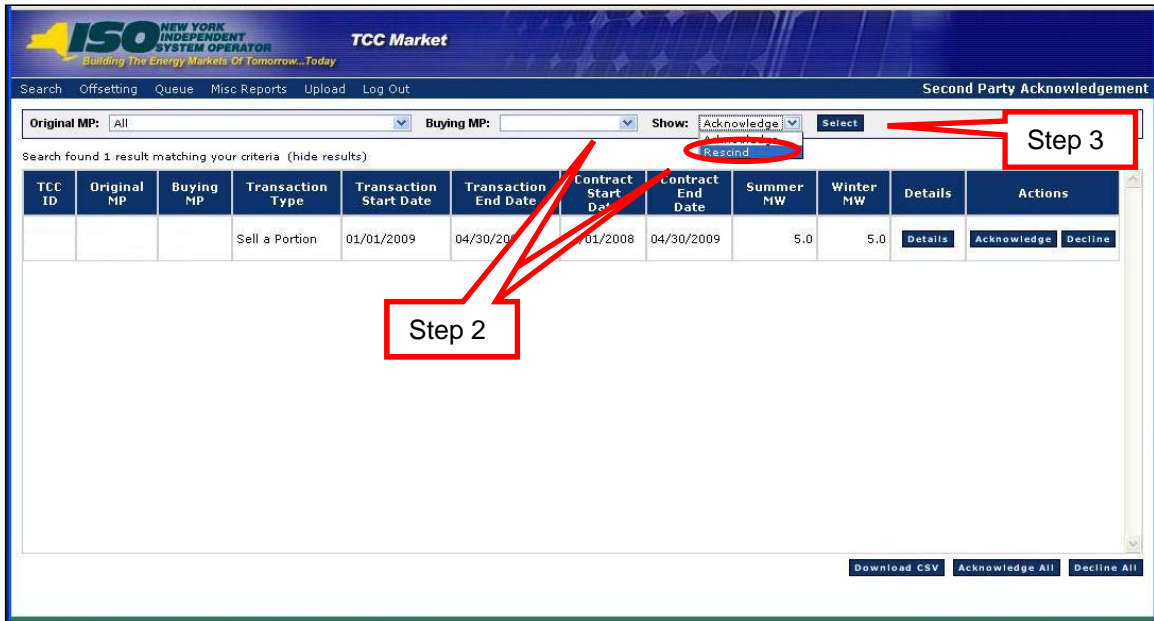 ISO NEW YORK
INDEPENDENT
SYSTEM OPERATOR
TCC Market
Building The Energy Markets Of Tomorrow...Today
Search Offsetting Queue Misc Reports Upload Log Out Second Party Acknowledgement
Original MP: All Buying MP: Show: Acknowledge Select
Acknowledge
Rescind
Step 3
Search found 1 result matching your criteria (hide results)
TCC ID Original MP Buying MP Transaction Type Transaction Start Date Transaction End Date Contract Start Date Contract End Date Summer MW Winter MW Details Actions
Sell a Portion 01/01/2009 04/30/20 01/2008 04/30/2009 5.0 5.0 Details Acknowledge Decline
Step 2
Download CSV Acknowledge All Decline All